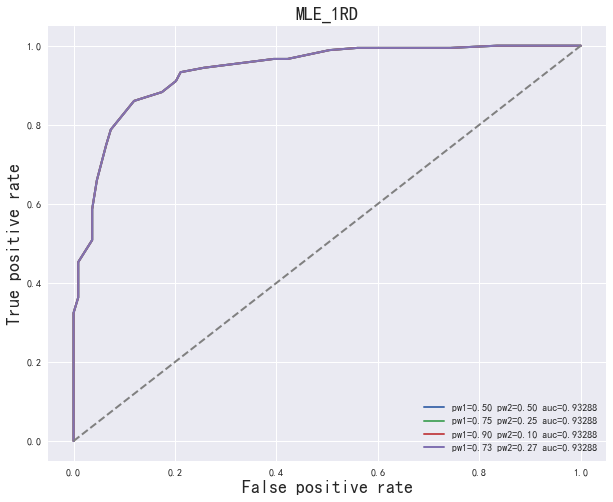 MLE_1RD
True positive rate
1.0
0.8
0.6
0.4
0.2
0.0
pw1=0.50 pw2=0.50 auc=0.93288
pw1=0.75 pw2=0.25 auc=0.93288
pw1=0.90 pw2=0.10 auc=0.93288
pw1=0.73 pw2=0.27 auc=0.93288
0.0 0.2 0.4 0.6 0.8 1.0
False positive rate